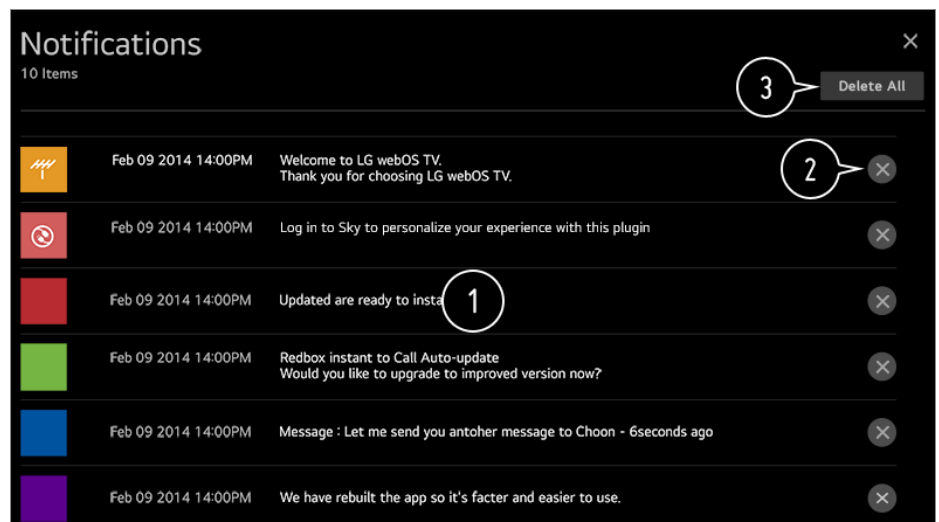 Notifications
10 Items
3
Delete All
Feb 09 2014 14:00PM
Welcome to LG webOS TV.
Thank you for choosing LG webOS TV.
2
Feb 09 2014 14:00PM
Log in to Sky to personalize your experience with this plugin
Feb 09 2014 14:00PM
Updated are ready to insta
1
Feb 09 2014 14:00PM
Redbox instant to Call Auto-update
Would you like to upgrade to improved version now?
Feb 09 2014 14:00PM
Message : Let me send you antoher message to Choon - 6seconds ago
Feb 09 2014 14:00PM
We have rebuilt the app so it's facter and easier to use.